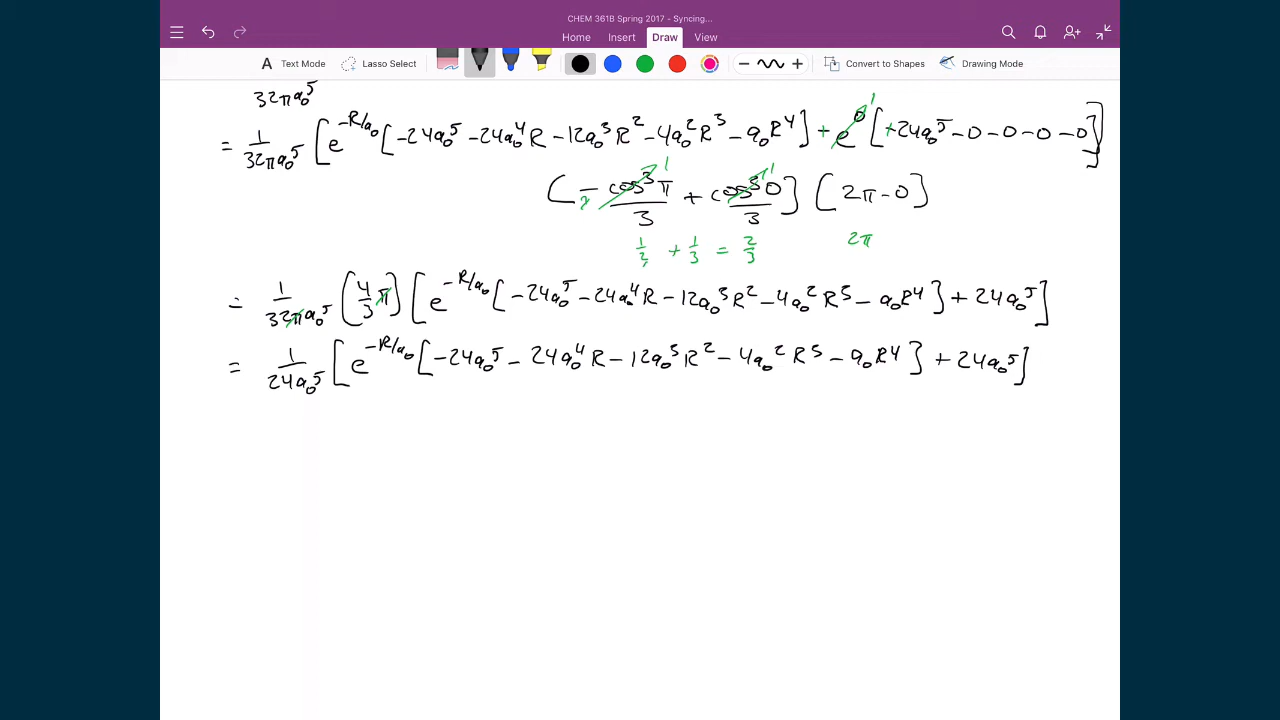 CHEM 361B Spring 2017 - Syncing...
Home Insert Draw View
A Text Mode Lasso Select Convert to Shapes Drawing Mode
32πa₀⁵
= 1/32πa₀⁵ [e^(-R/a₀) [-24a₀⁵ -24a₀⁴R -12a₀³R² -4a₀²R³ - a₀R⁴] + e⁰ [+24a₀⁵ -0 -0 -0 -0]]
1
(- cos³π/3 + cos³0/3] [2π-0]
1 1
1/3 + 1/3 = 2/3 2π
= 1/32πa₀⁵ (4/3 π) [e^(-R/a₀) [-24a₀⁵ -24a₀⁴R -12a₀³R² -4a₀²R³ - a₀R⁴] + 24a₀⁵]
= 1/24a₀⁵ [e^(-R/a₀) [-24a₀⁵ - 24a₀⁴R - 12a₀³R² - 4a₀²R³ - a₀R⁴] + 24a₀⁵]